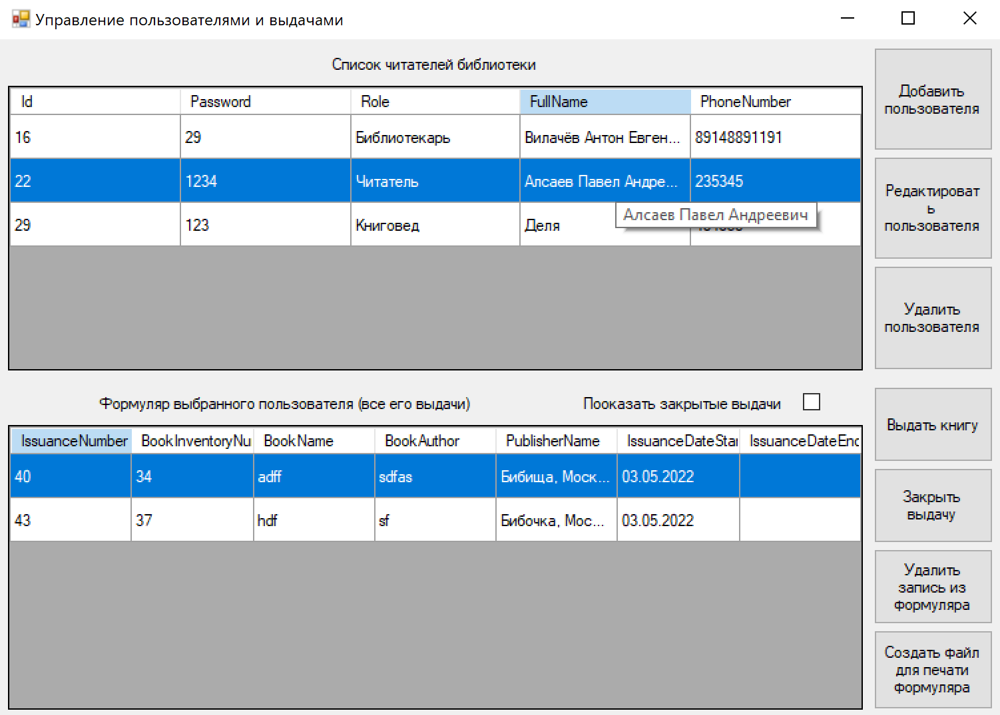 Управление пользователями и выдачами
Список читателей библиотеки
Id Password Role FullName PhoneNumber
16 29 Библиотекарь Вилачёв Антон Евген... 89148891191
22 1234 Читатель Алсаев Павел Андре... 235345
Алсаев Павел Андреевич
29 123 Книговед Деля
Добавить
пользователя
Редактироват
ь
пользователя
Удалить
пользователя
Формуляр выбранного пользователя (все его выдачи) Пооказать закрытые выдачи
IssuanceNumber BookInventoryNu BookName BookAuthor PublisherName IssuanceDateStar IssuanceDateEnd
40 34 adff sdfas Бибища, Моск... 03.05.2022
43 37 hdf sf Бибочка, Мос... 03.05.2022
Выдать книгу
Закрыть
выдачу
Удалить
запись из
формуляра
Создать файл
для печати
формуляра